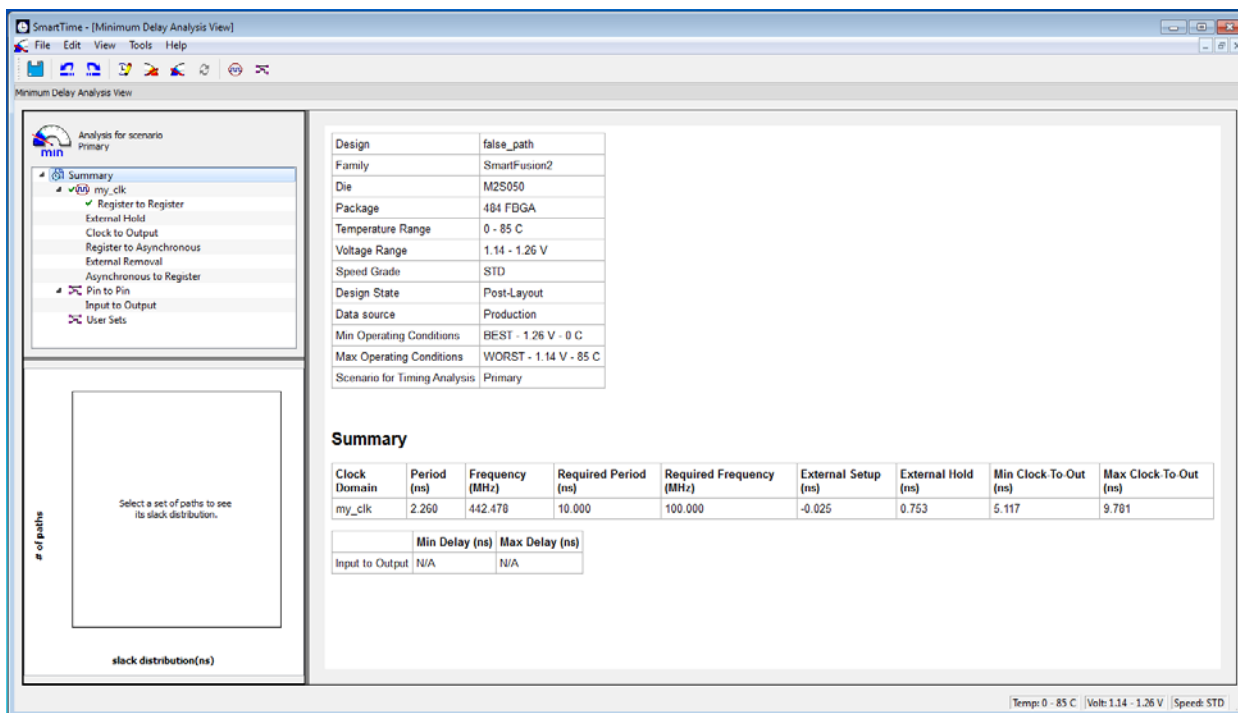 SmartTime - [Minimum Delay Analysis View]
File Edit View Tools Help
Minimum Delay Analysis View
Analysis for scenario
Primary
min
Summary
my_clk
Register to Register
External Hold
Clock to Output
Register to Asynchronous
External Removal
Asynchronous to Register
Pin to Pin
Input to Output
User Sets
Select a set of paths to see
its slack distribution.
# of paths
slack distribution(ns)
Design false_path
Family SmartFusion2
Die M2S050
Package 484 FBGA
Temperature Range 0 - 85 C
Voltage Range 1.14 - 1.26 V
Speed Grade STD
Design State Post-Layout
Data source Production
Min Operating Conditions BEST - 1.26 V - 0 C
Max Operating Conditions WORST - 1.14 V - 85 C
Scenario for Timing Analysis Primary
Summary
Clock Domain Period (ns) Frequency (MHz) Required Period (ns) Required Frequency (MHz) External Setup (ns) External Hold (ns) Min Clock-To-Out (ns) Max Clock-To-Out (ns)
my_clk 2.260 442.478 10.000 100.000 -0.025 0.753 5.117 9.781
Min Delay (ns) Max Delay (ns)
Input to Output N/A N/A
Temp: 0 - 85 C Volt: 1.14 - 1.26 V Speed: STD